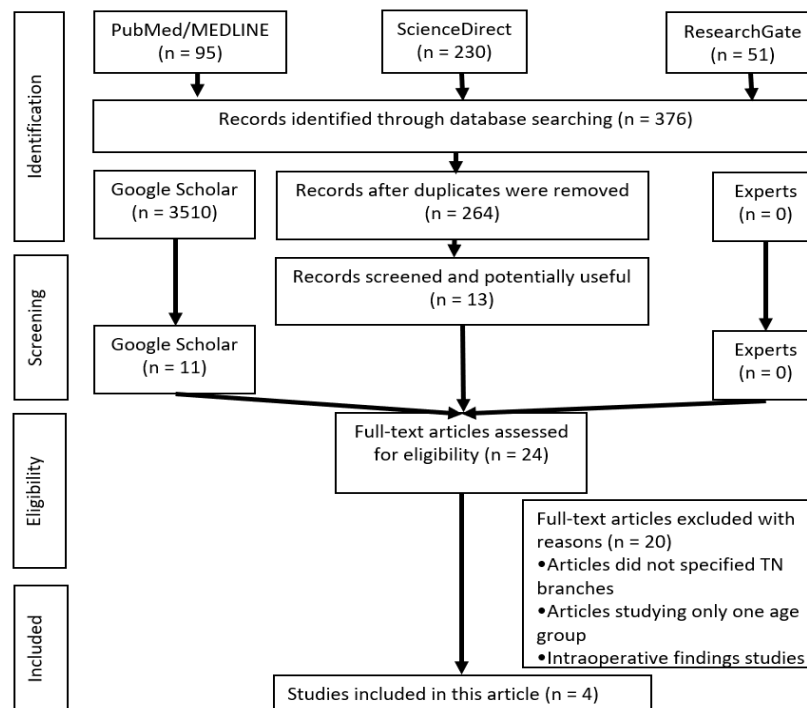 PubMed/MEDLINE
(n = 95)
ScienceDirect
(n = 230)
ResearchGate
(n = 51)
Identification
Records identified through database searching (n = 376)
Google Scholar
(n = 3510)
Records after duplicates were removed
(n = 264)
Experts
(n = 0)
Screening
Records screened and potentially useful
(n = 13)
Google Scholar
(n = 11)
Experts
(n = 0)
Eligibility
Full-text articles assessed
for eligibility (n = 24)
Full-text articles excluded with
reasons (n = 20)
•Articles did not specified TN
branches
•Articles studying only one age
group
•Intraoperative findings studies
Included
Studies included in this article (n = 4)